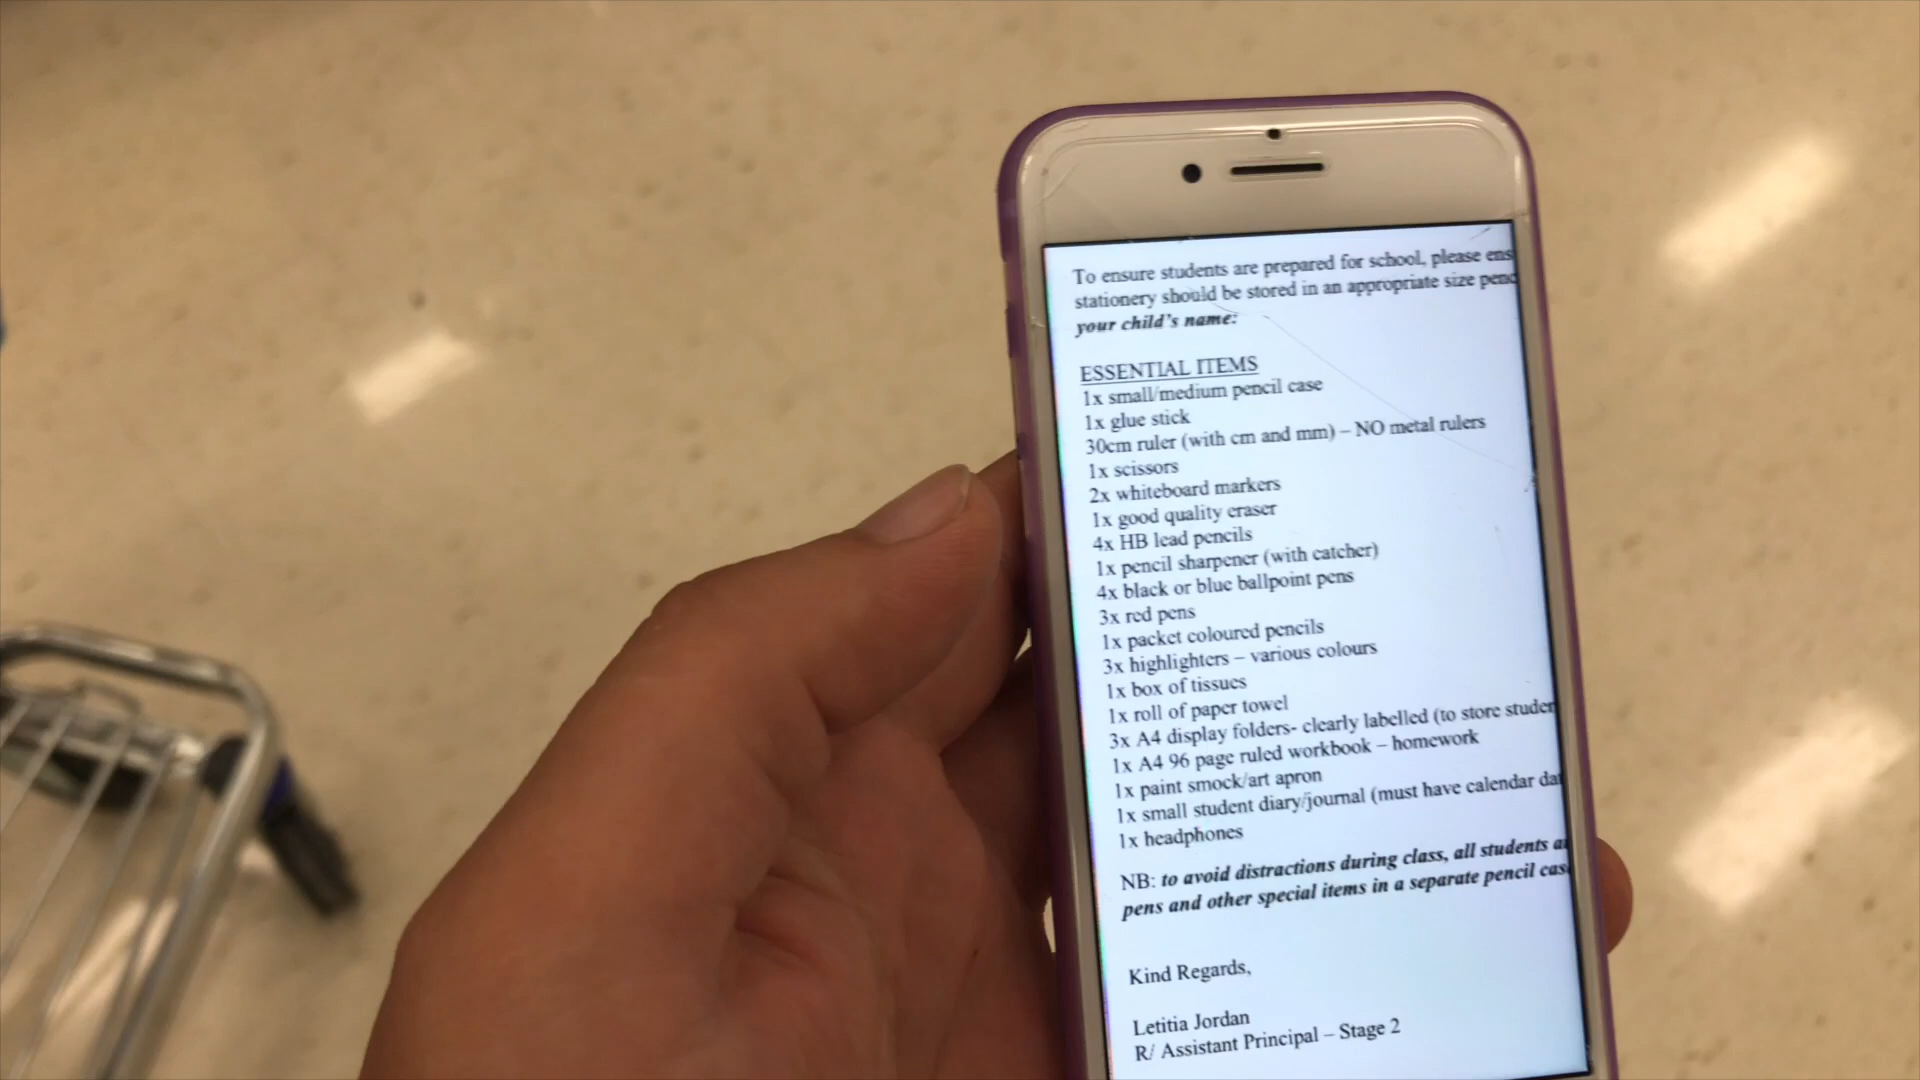 To ensure students are prepared for school, please ens
stationery should be stored in an appropriate size penc
your child's name:
ESSENTIAL ITEMS
1x small/medium pencil case
1x glue stick
30cm ruler (with cm and mm) – NO metal rulers
1x scissors
2x whiteboard markers
1x good quality eraser
4x HB lead pencils
1x pencil sharpener (with catcher)
4x black or blue ballpoint pens
3x red pens
1x packet coloured pencils
3x highlighters – various colours
1x box of tissues
1x roll of paper towel
3x A4 display folders- clearly labelled (to store studen
1x A4 96 page ruled workbook – homework
1x paint smock/art apron
1x small student diary/journal (must have calendar dat
1x headphones
NB: to avoid distractions during class, all students a
pens and other special items in a separate pencil cas
Kind Regards,
Letitia Jordan
R/ Assistant Principal – Stage 2